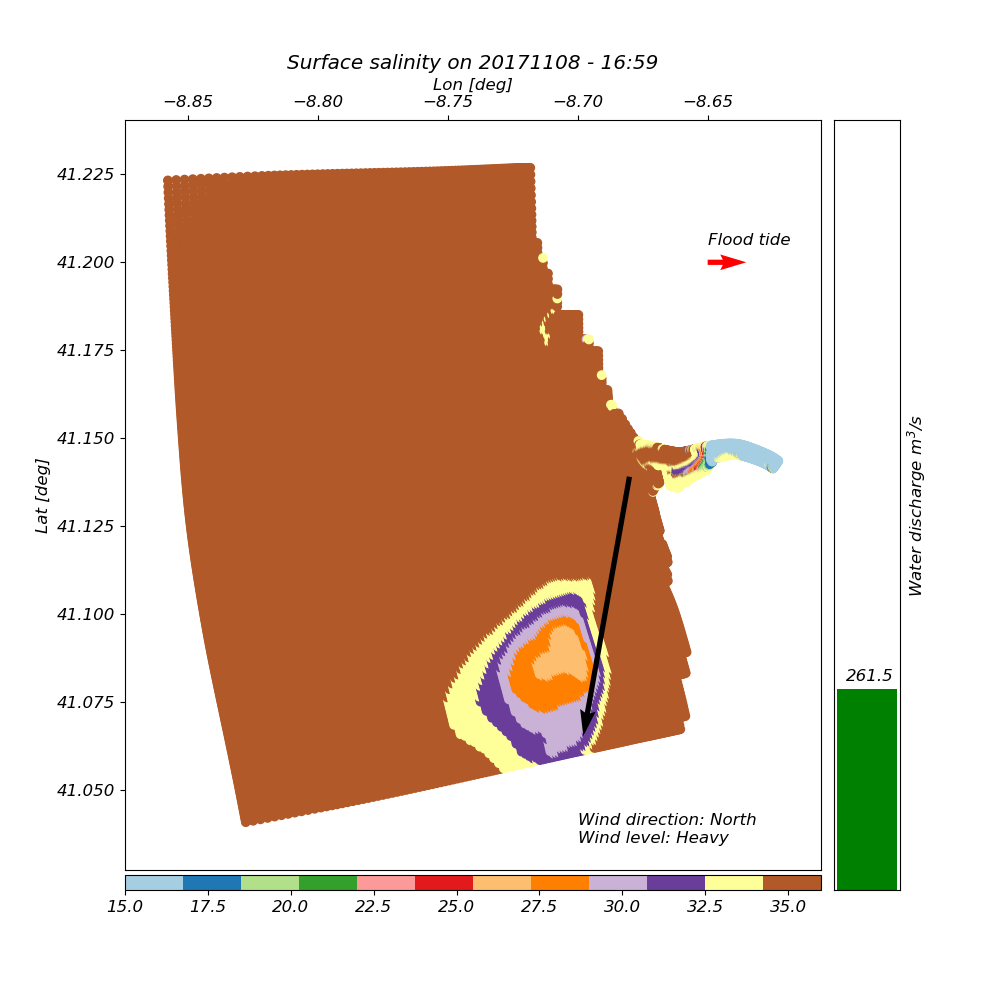 Surface salinity on 20171108 - 16:59
Lon [deg]
−8.85 −8.80 −8.75 −8.70 −8.65
41.225
41.200
41.175
41.150
41.125
41.100
41.075
41.050
Lat [deg]
Flood tide
Wind direction: North
Wind level: Heavy
261.5
Water discharge m³/s
15.0 17.5 20.0 22.5 25.0 27.5 30.0 32.5 35.0